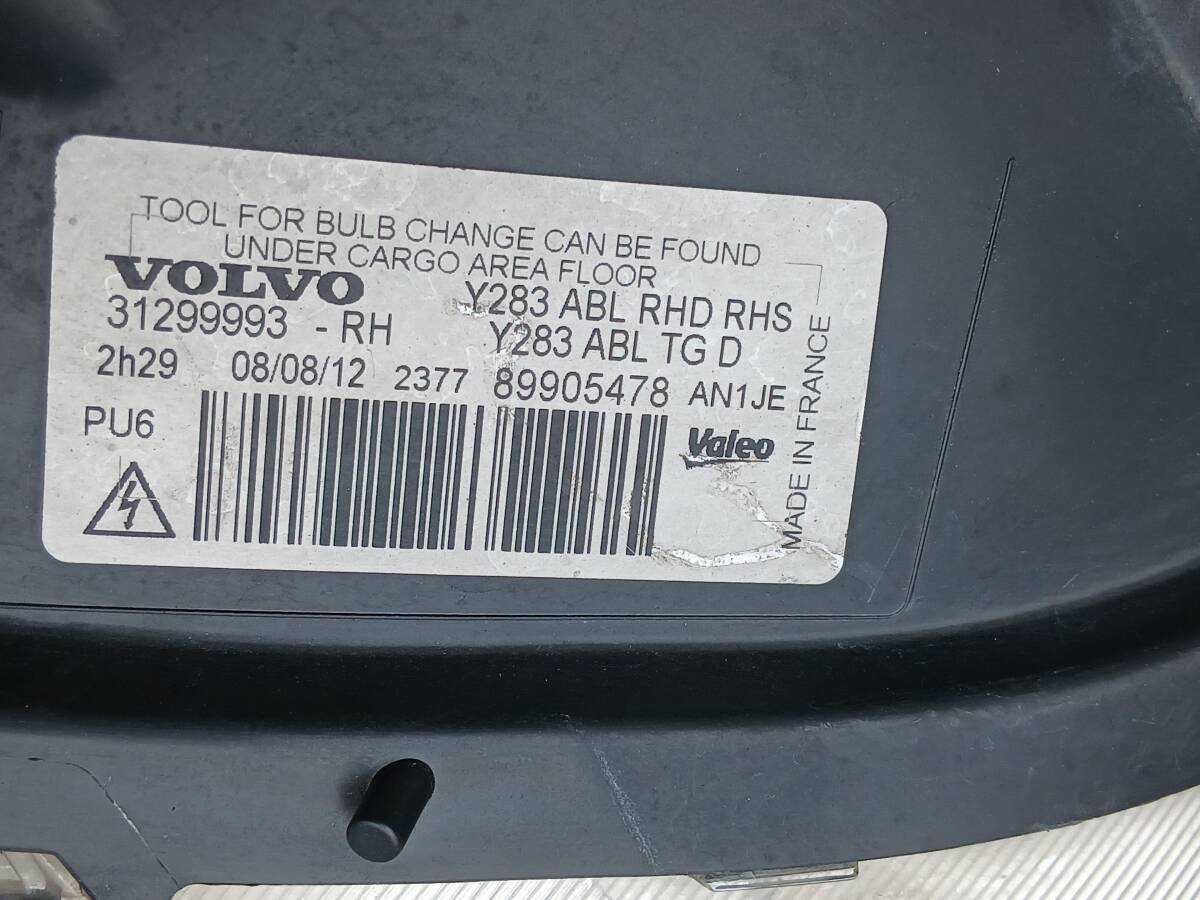 TOOL FOR BULB CHANGE CAN BE FOUND
UNDER CARGO AREA FLOOR
VOLVO
31299993 - RH
Y283 ABL RHD RHS
Y283 ABL TG D
2h29 08/08/12 2377 89905478 AN1JE
PU6
Valeo
MADE IN FRANCE